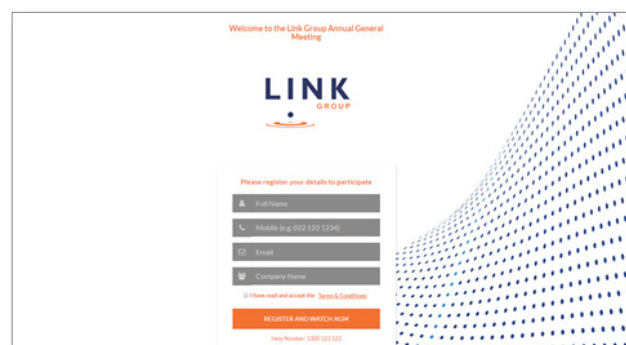 Welcome to the Link Group Annual General
Meeting
LINK
GROUP
Please register your details to participate
Full Name
Mobile (e.g. 022 123 1234)
Email
Company Name
I have read and accept the Terms & Conditions
REGISTER AND WATCH AGM
Help Number: 1300 123 123